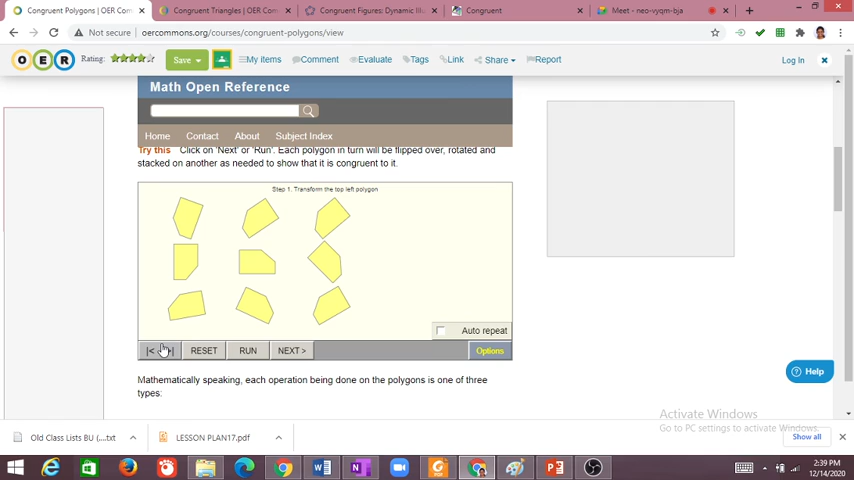 Congruent Polygons | OER Com
Congruent Triangles | OER Com
Congruent Figures: Dynamic Illu
Congruent
Meet - neo-vyqm-bja
Not secure
oercommons.org/courses/congruent-polygons/view
OER
Rating:
Save
My items
Comment
Evaluate
Tags
Link
Share
Report
Log In
Math Open Reference
Home
Contact
About
Subject Index
Try this Click on 'Next' or 'Run'. Each polygon in turn will be flipped over, rotated and
stacked on another as needed to show that it is congruent to it.
Step 1. Transform the top left polygon
Auto repeat
|< >|
RESET
RUN
NEXT >
Options
Mathematically speaking, each operation being done on the polygons is one of three
types:
Help
Activate Windows
Go to PC settings to activate Windows.
Old Class Lists BU (....txt
LESSON PLAN17.pdf
Show all
2:39 PM
12/14/2020